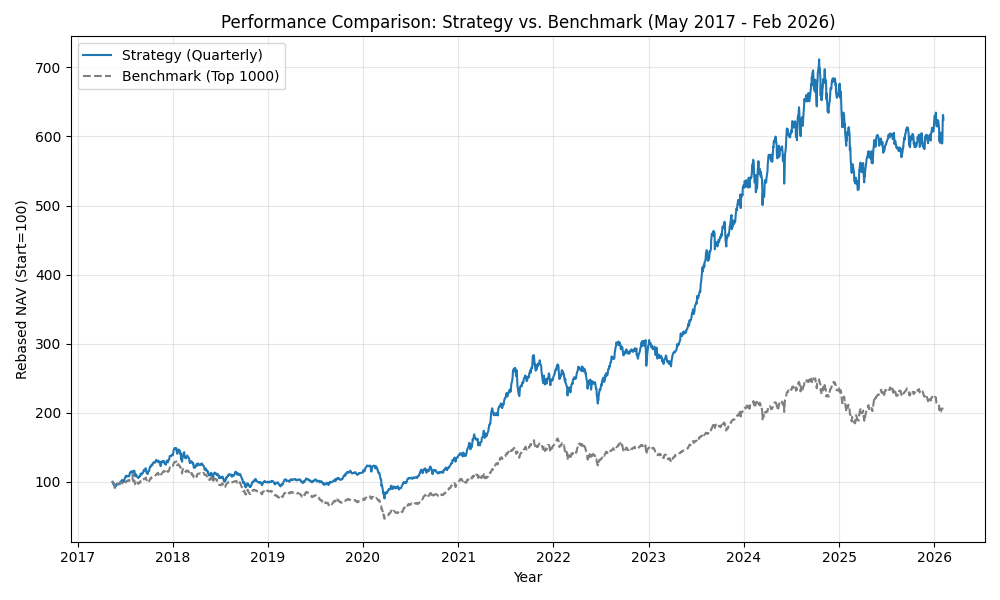 Performance Comparison: Strategy vs. Benchmark (May 2017 - Feb 2026)
Strategy (Quarterly)
Benchmark (Top 1000)
Rebased NAV (Start=100)
700
600
500
400
300
200
100
2017 2018 2019 2020 2021 2022 2023 2024 2025 2026
Year